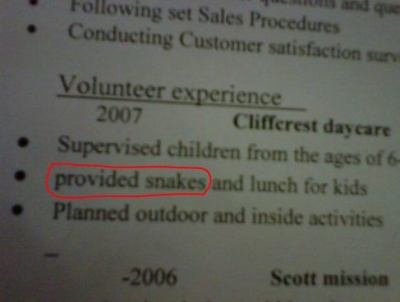 questions and que
Following set Sales Procedures
Conducting Customer satisfaction surv
Volunteer experience
2007 Cliffcrest daycare
Supervised children from the ages of 6-
provided snakes and lunch for kids
Planned outdoor and inside activities
-2006 Scott mission